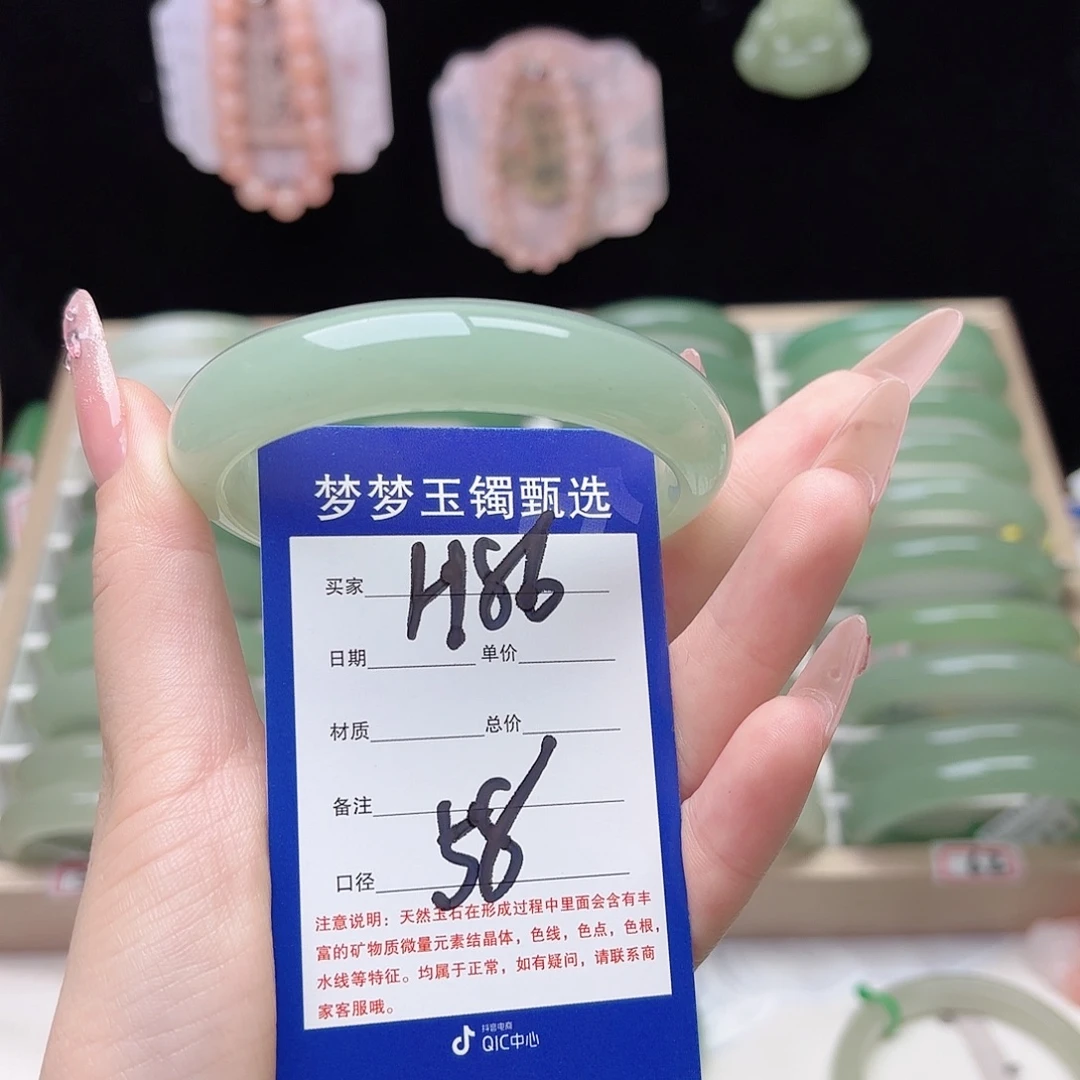 梦梦玉镯甄选
买家 H86
日期 单价
材质 总价
备注
口径 58
注意说明：天然玉石在形成过程中里面会含有丰
富的矿物质微量元素结晶体，色线，色点，色根，
水线等特征。均属于正常，如有疑问，请联系商
家客服哦。
抖音电商
QIC中心